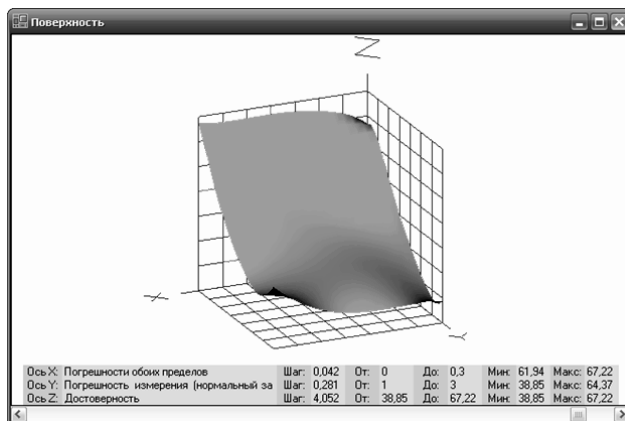 Поверхность
Z
X
Y
Ось X: Погрешности обоих пределов Шаг: 0,042 От: 0 До: 0,3 Мин: 61,94 Макс: 67,22
Ось Y: Погрешность измерения (нормальный за Шаг: 0,281 От: 1 До: 3 Мин: 38,85 Макс: 64,37
Ось Z: Достоверность Шаг: 4,052 От: 38,85 До: 67,22 Мин: 38,85 Макс: 67,22